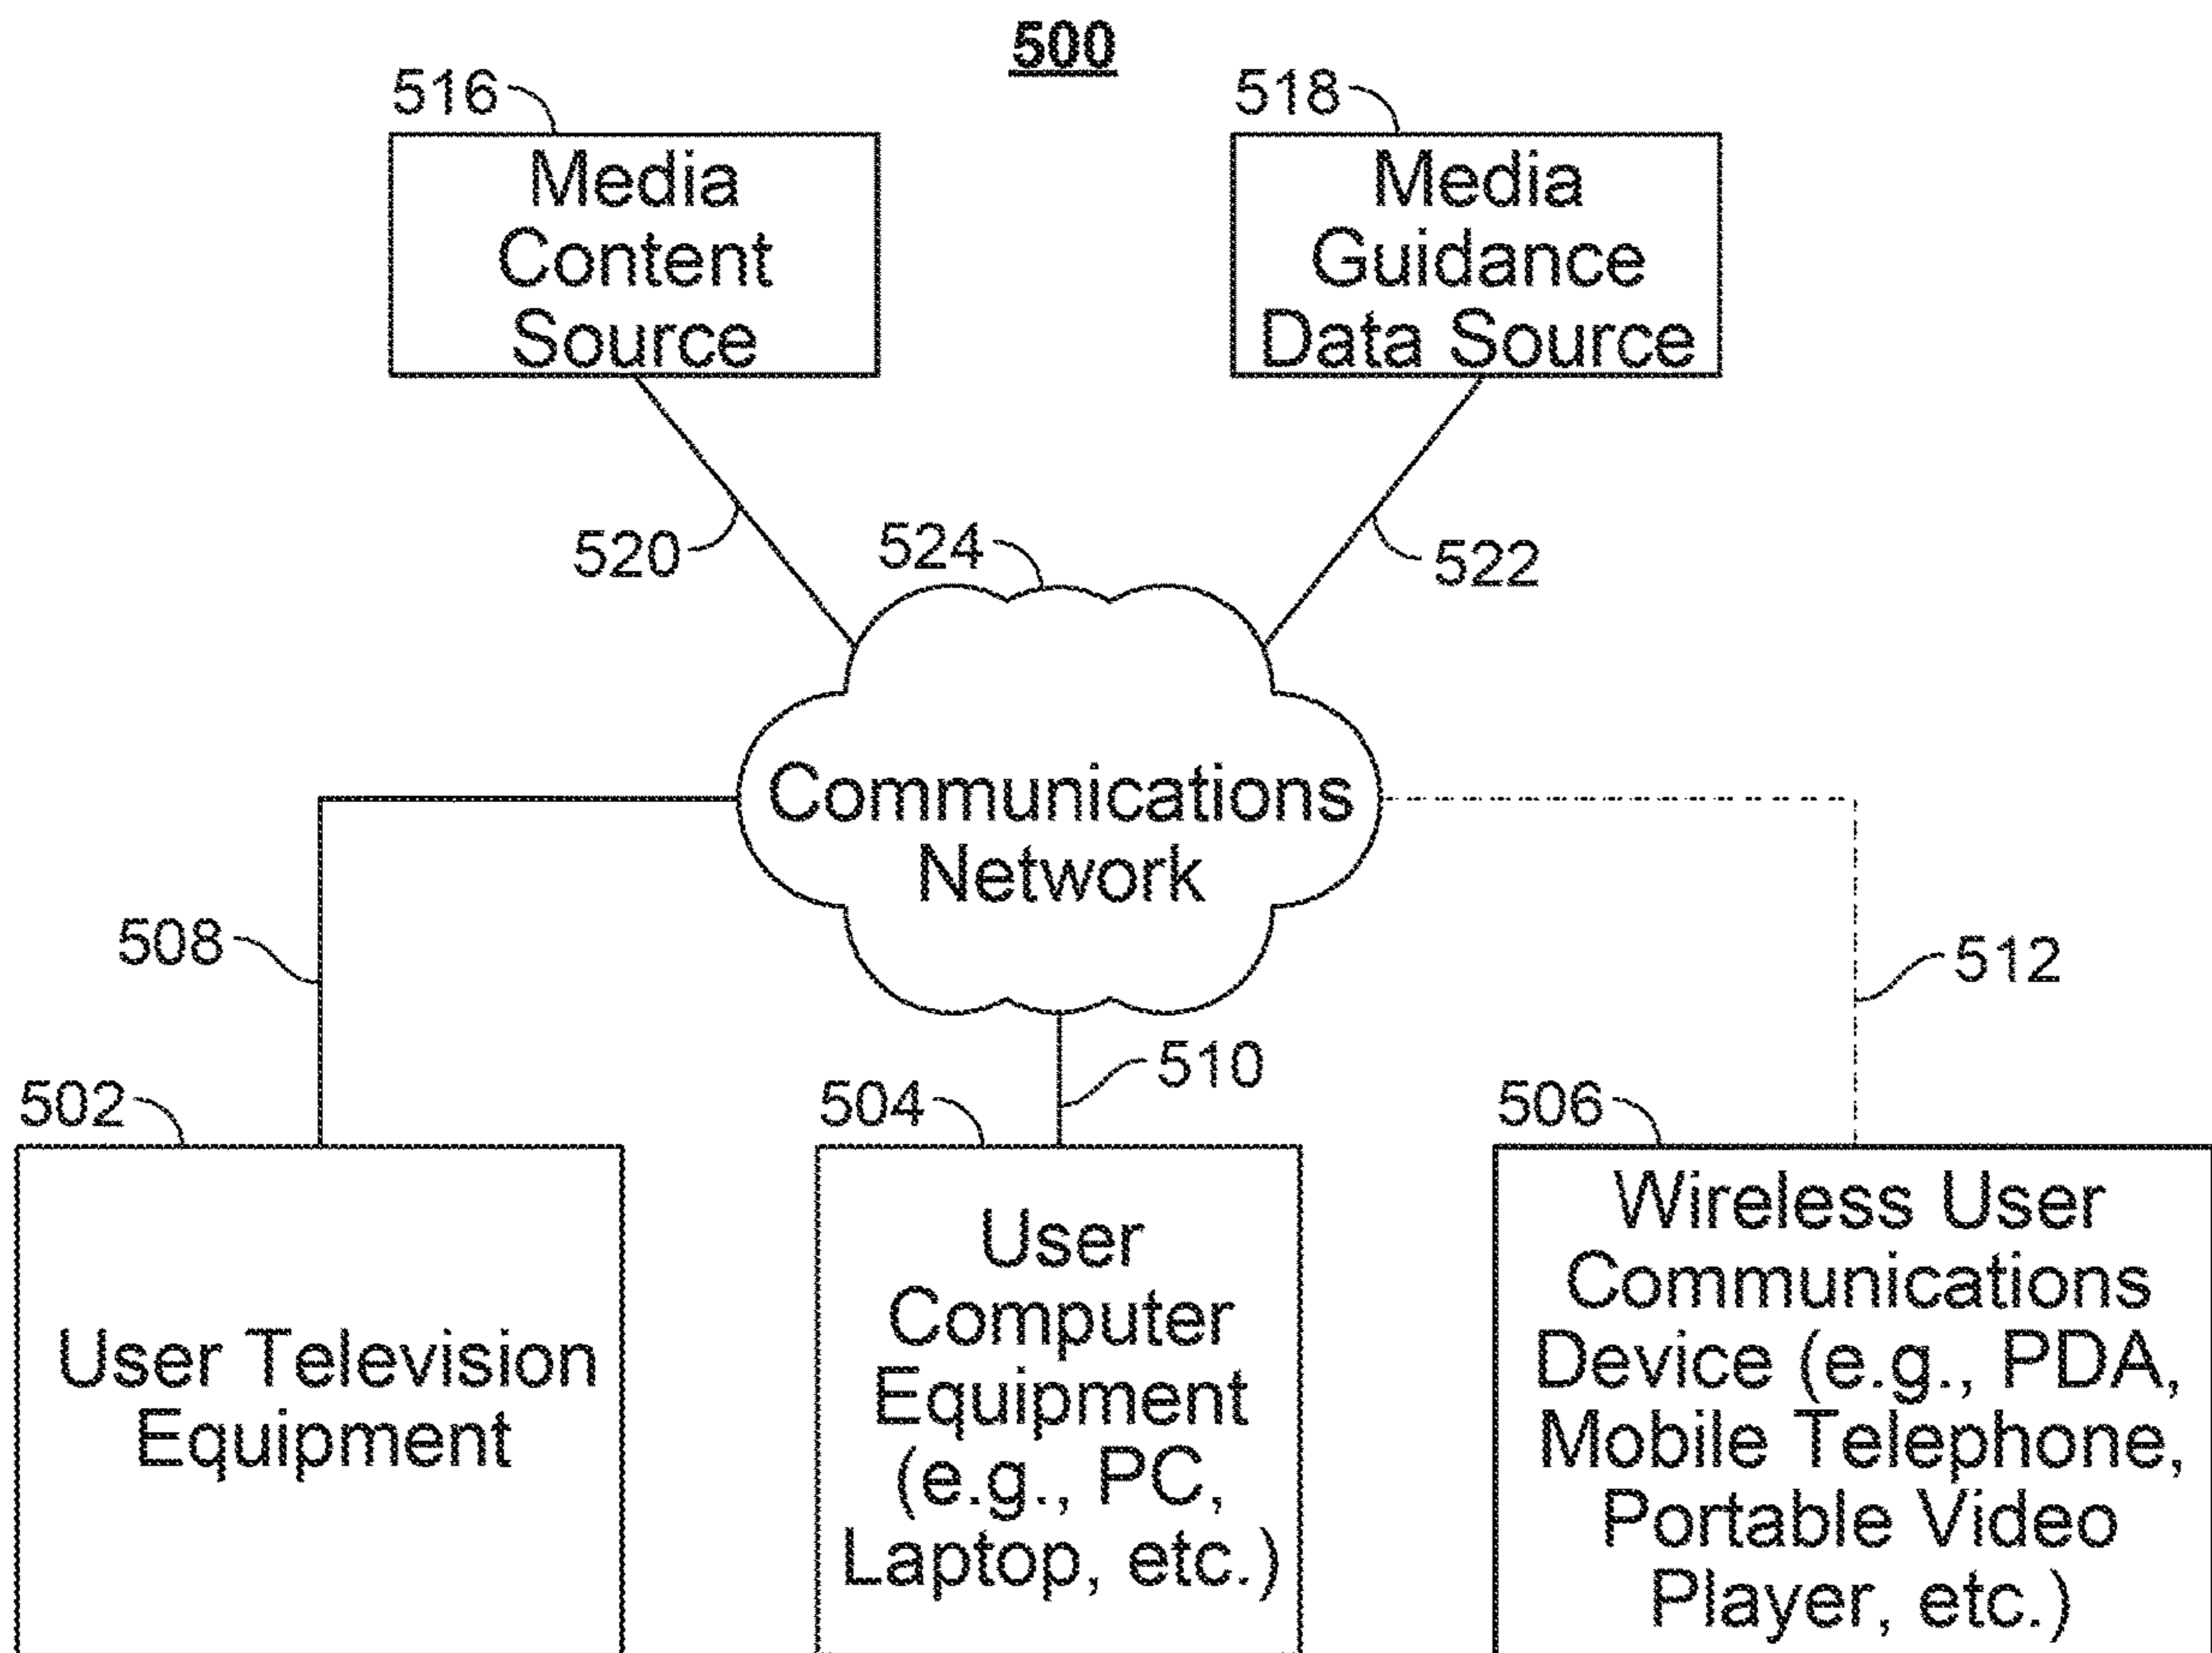 500
516
518
Media
Content
Source
Media
Guidance
Data Source
520
524
522
Communications
Network
508
512
510
502
504
506
User Television
Equipment
User
Computer
Equipment
(e.g., PC,
Laptop, etc.)
Wireless User
Communications
Device (e.g., PDA,
Mobile Telephone,
Portable Video
Player, etc.)